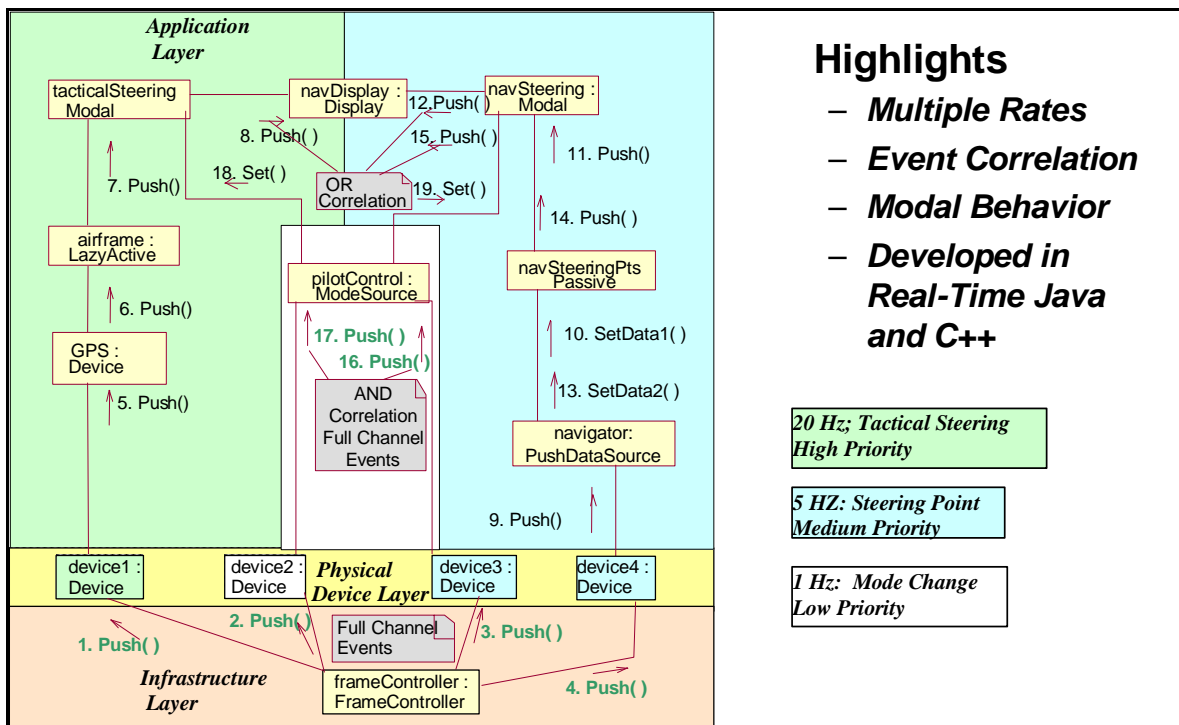 Application
Layer
tacticalSteering
Modal
navDisplay :
Display
12.Push( )
navSteering :
Modal
8. Push( )
15. Push( )
11. Push()
7. Push()
18. Set( )
OR
Correlation
19. Set( )
14. Push( )
airframe :
LazyActive
pilotControl:
ModeSource
navSteeringPts
Passive
6. Push()
17. Push( )
16. Push( )
10. SetData1( )
GPS :
Device
13. SetData2( )
5. Push()
AND
Correlation
Full Channel
Events
navigator:
PushDataSource
9. Push()
device1 :
Device
device2 :
Device
Physical
Device Layer
device3 :
Device
device4 :
Device
1. Push( )
2. Push( )
Full Channel
Events
3. Push( )
4. Push( )
Infrastructure
Layer
frameController :
FrameController
Highlights
– Multiple Rates
– Event Correlation
– Modal Behavior
– Developed in
Real-Time Java
and C++
20 Hz; Tactical Steering
High Priority
5 HZ: Steering Point
Medium Priority
1 Hz: Mode Change
Low Priority